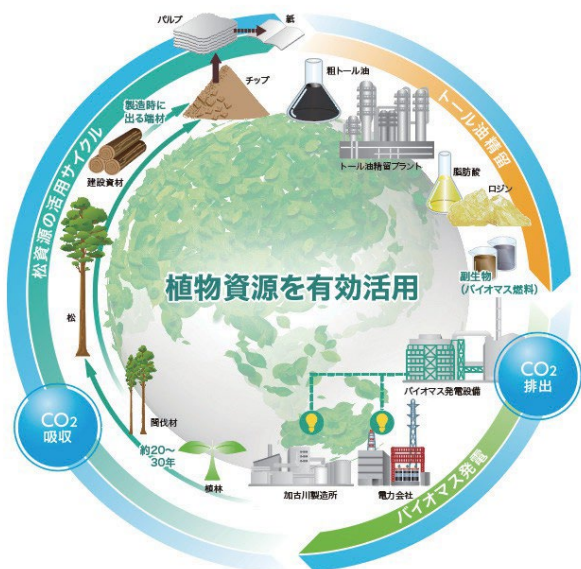 パルプ
紙
チップ
製造時に
出る端材
建設資材
松資源の活用サイクル
松
間伐材
約20〜
30年
植林
CO2
吸収
粗トール油
トール油精留プラント
トール油精留
脂肪酸
ロジン
副生物
(バイオマス燃料)
植物資源を有効活用
バイオマス発電設備
CO2
排出
バイオマス発電
加古川製造所
電力会社